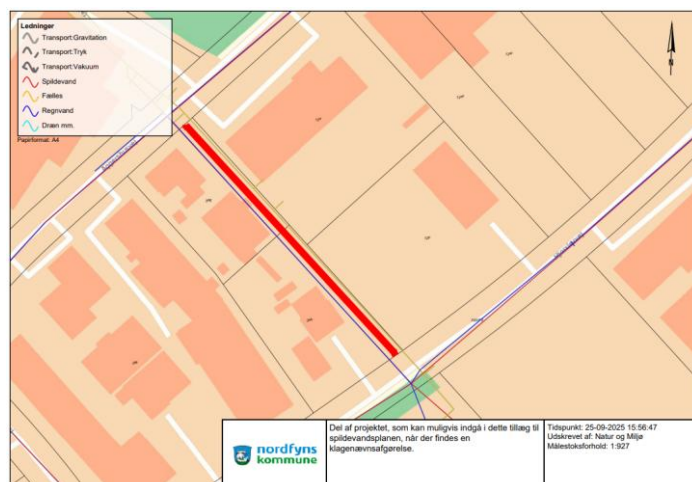 Ledninger
Transport:Gravitation
Transport:Tryk
Transport:Vakuum
Spildevand
Fælles
Regnvand
Dræn mm.
Papirformat: A4
N
nordfyns
kommune
Del af projektet, som kan muligvis indgå i dette tillæg til
spildevandsplanen, når der findes en
klagenævnsafgørelse.
Tidspunkt: 25-09-2025 15:56:47
Udskrevet af: Natur og Miljø
Målestoksforhold: 1:927